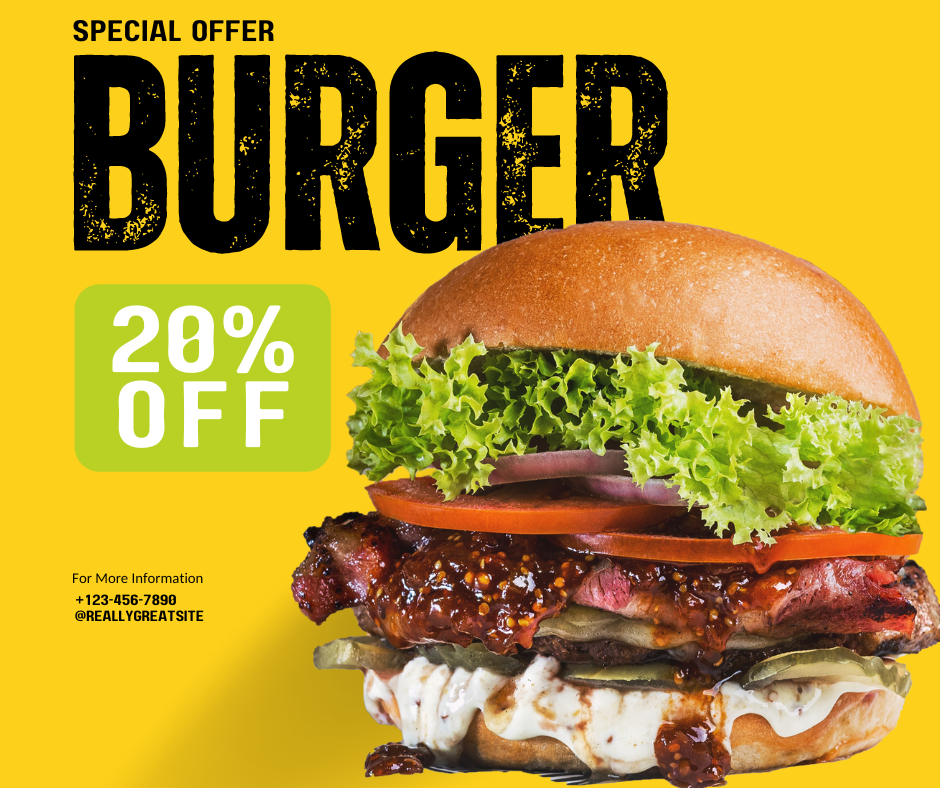 SPECIAL OFFER
BURGER
20%
OFF
For More Information
+123-456-7890
@REALLYGREATSITE